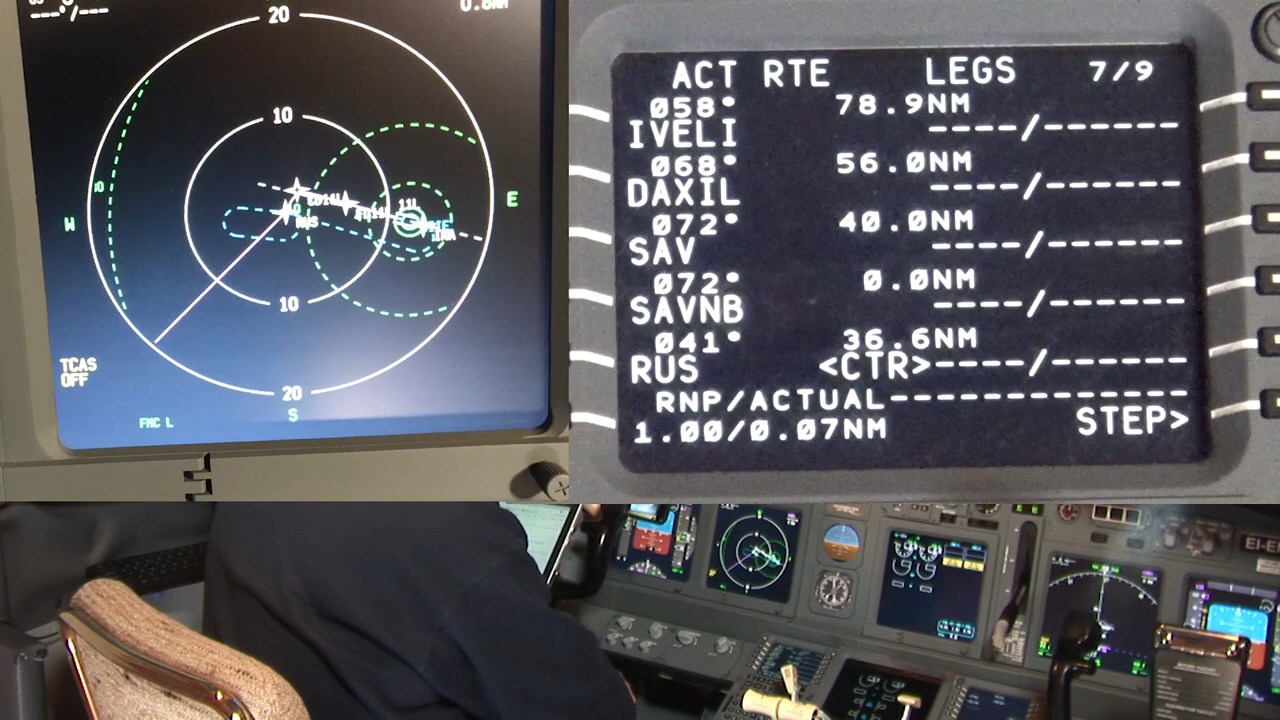 ---°/---
20
10
10
20
W
E
S
11L
TCAS
OFF
FMC L
ACT RTE LEGS 7/9
058° 78.9NM
IVELI ----/------
068° 56.0NM
DAXIL ----/------
072° 40.0NM
SAV ----/------
072° 0.0NM
SAVNB ----/------
041° 36.6NM
RUS <CTR>----/------
RNP/ACTUAL-------------
1.00/0.07NM STEP>